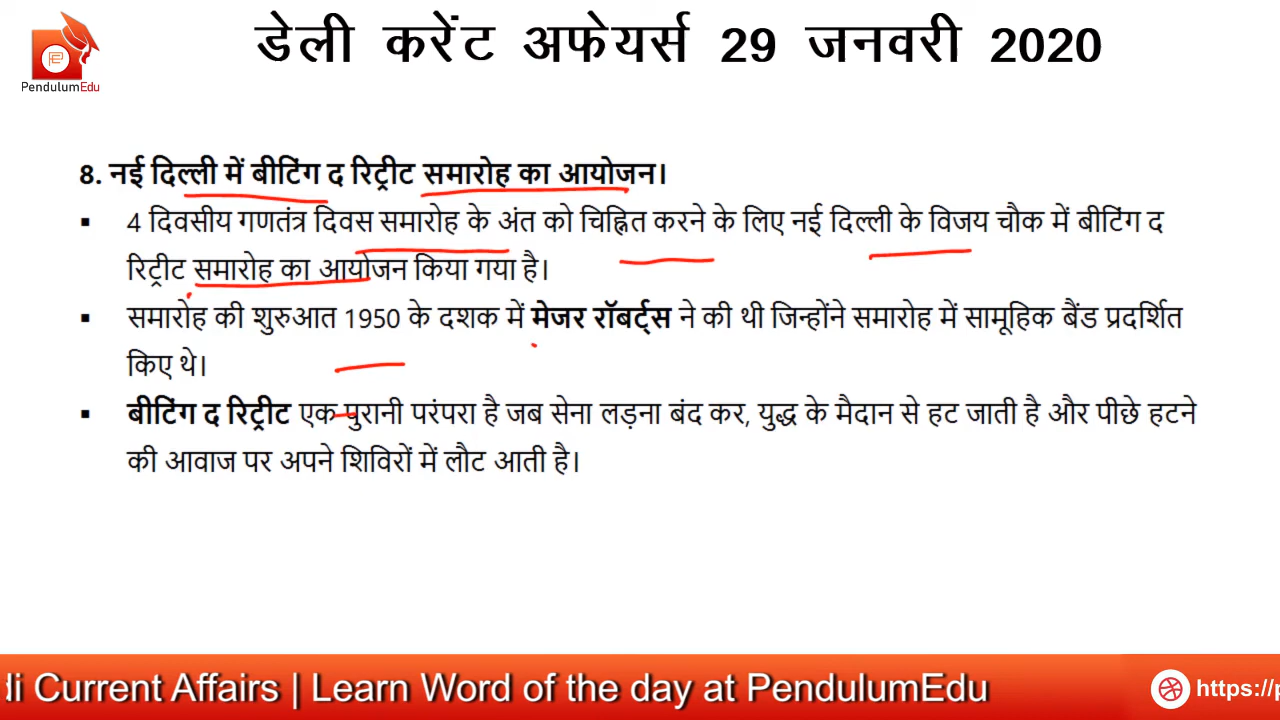 डेली करेंट अफेयर्स 29 जनवरी 2020
PendulumEdu
8. नई दिल्ली में बीटिंग द रिट्रीट समारोह का आयोजन।
▪ 4 दिवसीय गणतंत्र दिवस समारोह के अंत को चिह्नित करने के लिए नई दिल्ली के विजय चौक में बीटिंग द
रिट्रीट समारोह का आयोजन किया गया है।
▪ समारोह की शुरुआत 1950 के दशक में मेजर रॉबर्ट्स ने की थी जिन्होंने समारोह में सामूहिक बैंड प्रदर्शित
किए थे।
▪ बीटिंग द रिट्रीट एक पुरानी परंपरा है जब सेना लड़ना बंद कर, युद्ध के मैदान से हट जाती है और पीछे हटने
की आवाज पर अपने शिविरों में लौट आती है।
di Current Affairs | Learn Word of the day at PendulumEdu
https://p